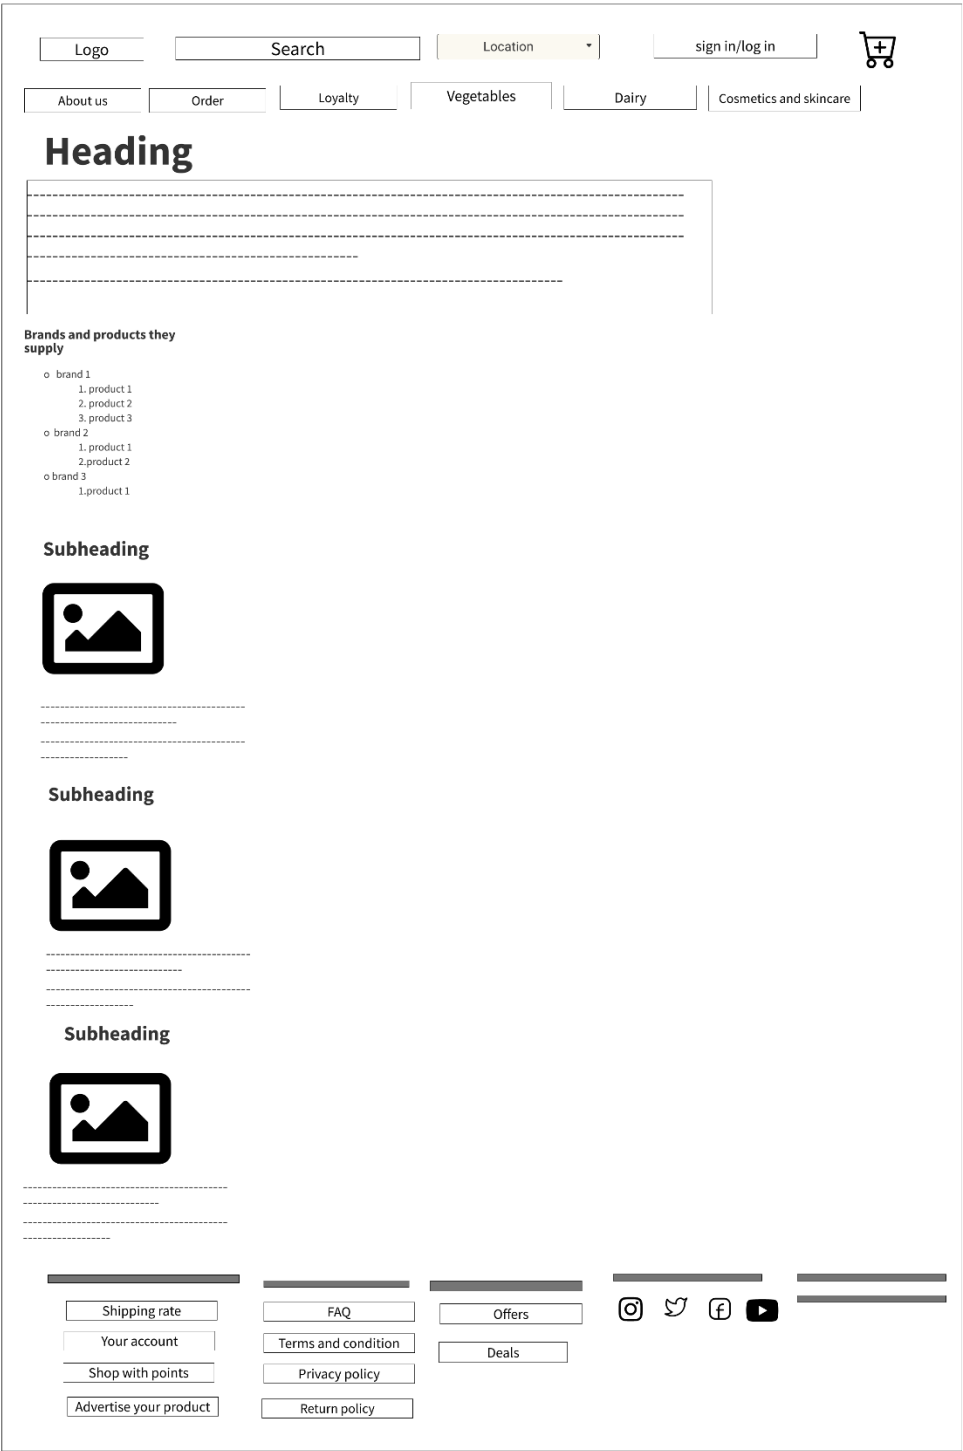 Logo
Search
Location
sign in/log in
About us
Order
Loyalty
Vegetables
Dairy
Cosmetics and skincare
Heading
Brands and products they
supply
o brand 1
1. product 1
2. product 2
3. product 3
o brand 2
1. product 1
2.product 2
o brand 3
1.product 1
Subheading
Subheading
Subheading
Shipping rate
Your account
Shop with points
Advertise your product
FAQ
Terms and condition
Privacy policy
Return policy
Offers
Deals